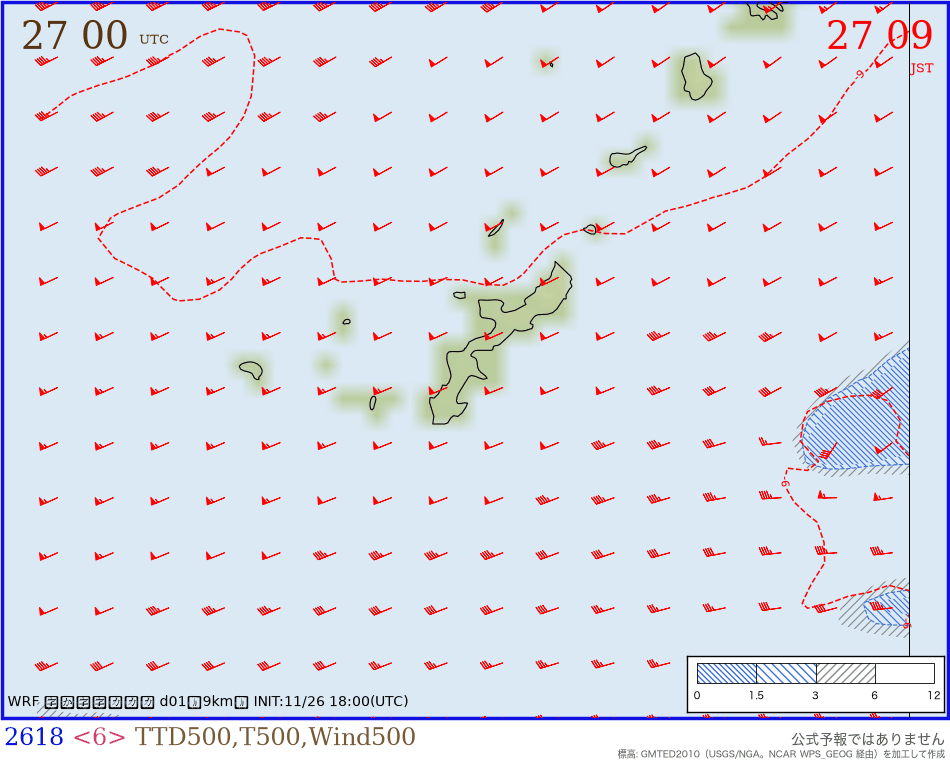 27 00 UTC
27 09
JST
9
9
9
WRF d01 9km INIT:11/26 18:00(UTC)
0 1.5 3 6 12
2618 <6> TTD500,T500,Wind500
公式予報ではありません
標高: GMTED2010（USGS/NGA。NCAR WPS_GEOG 経由）を加工して作成